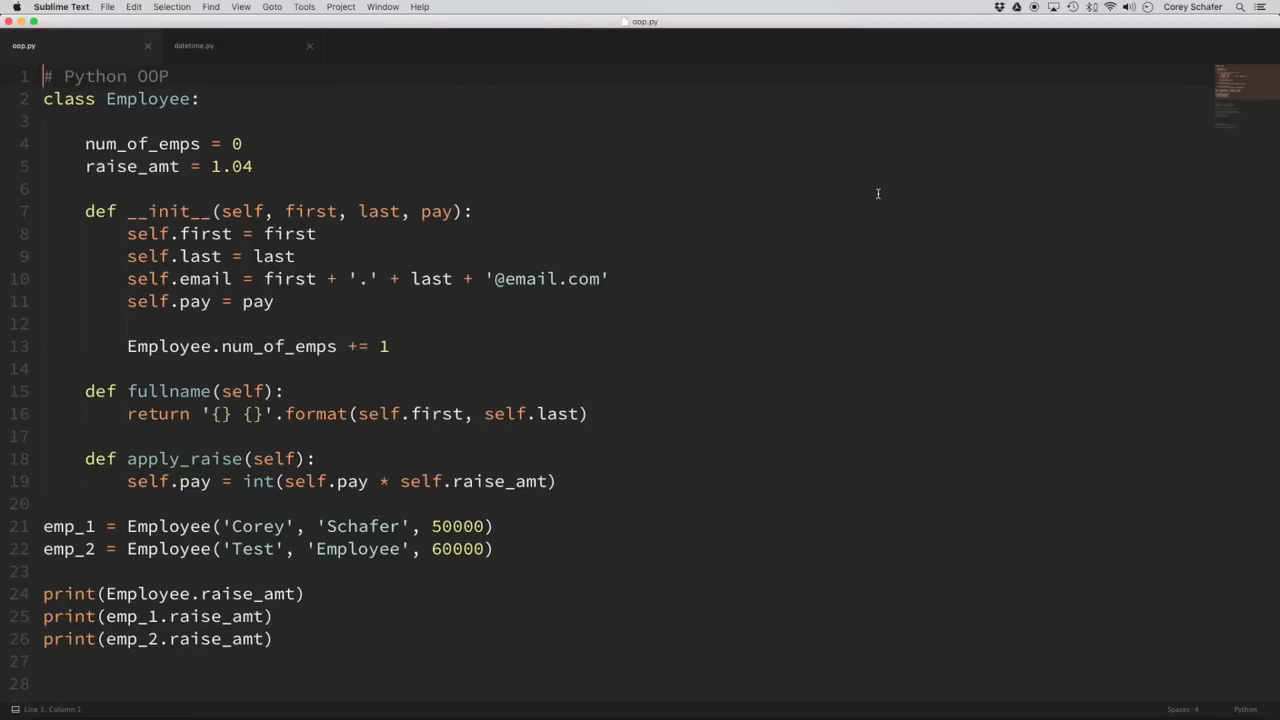 Sublime Text File Edit Selection Find View Goto Tools Project Window Help Corey Schafer
oop.py
oop.py datetime.py
1 # Python OOP
2 class Employee:
3
4 num_of_emps = 0
5 raise_amt = 1.04
6
7 def __init__(self, first, last, pay):
8 self.first = first
9 self.last = last
10 self.email = first + '.' + last + '@email.com'
11 self.pay = pay
12
13 Employee.num_of_emps += 1
14
15 def fullname(self):
16 return '{} {}'.format(self.first, self.last)
17
18 def apply_raise(self):
19 self.pay = int(self.pay * self.raise_amt)
20
21 emp_1 = Employee('Corey', 'Schafer', 50000)
22 emp_2 = Employee('Test', 'Employee', 60000)
23
24 print(Employee.raise_amt)
25 print(emp_1.raise_amt)
26 print(emp_2.raise_amt)
27
28
Line 1, Column 1 Spaces: 4 Python